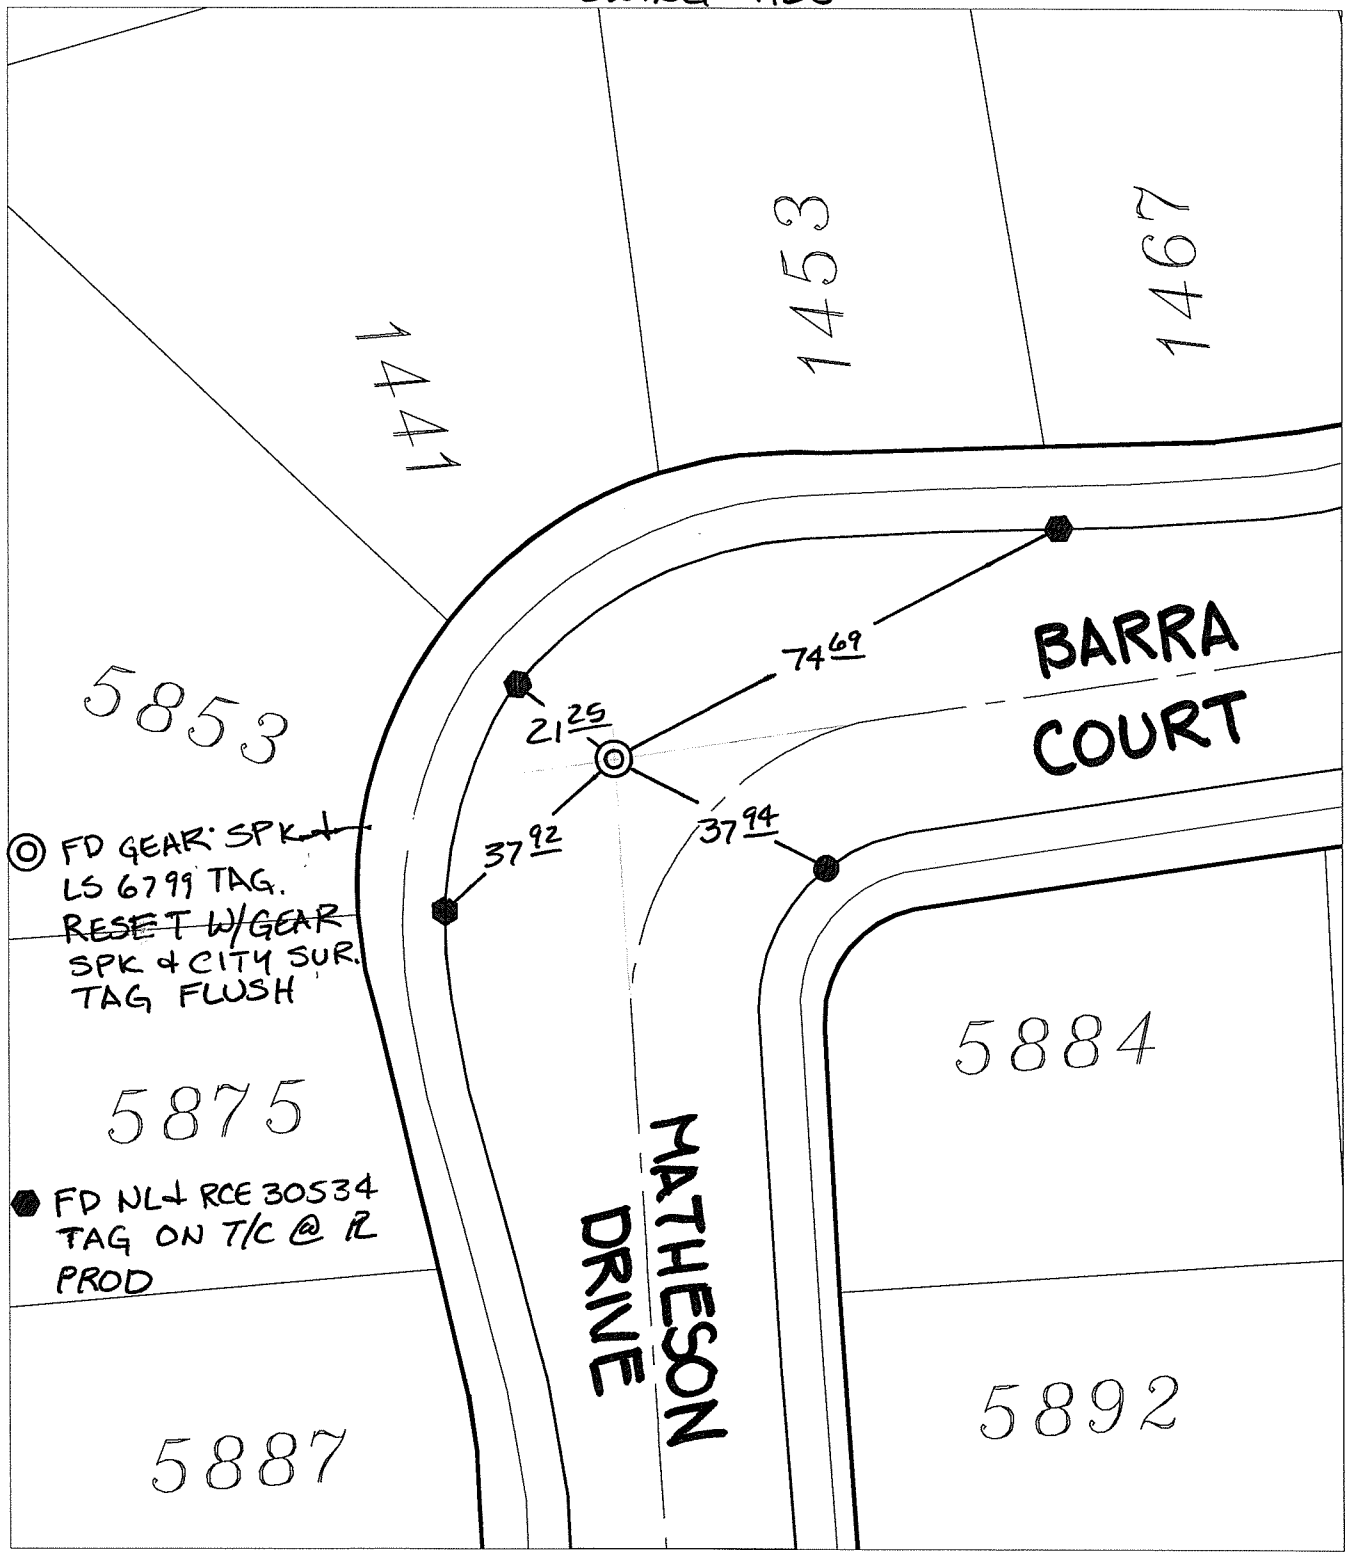 1453
1467
1441
BARRA
COURT
74 69
5853
21 25
37 94
37 92
FD GEAR SPK &
LS 6799 TAG.
RESET W/GEAR
SPK & CITY SUR.
TAG FLUSH
5884
5875
MATHESON
DRIVE
FD NL & RCE 30534
TAG ON T/C @
PROD
5892
5887